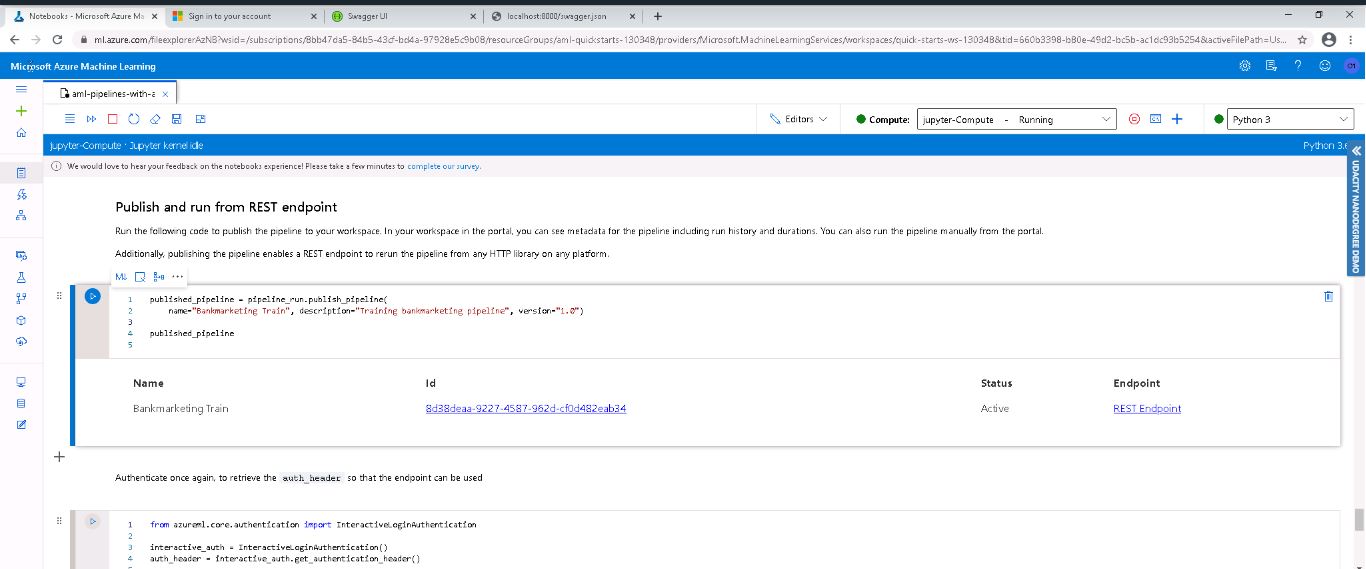 Notebooks - Microsoft Azure Ma
Sign in to your account
Swagger UI
localhost:8000/swagger.json
ml.azure.com/fileexplorerAzNB?wsid=/subscriptions/8bb47da5-84b5-43cf-bd4a-97928e5c9b08/resourceGroups/aml-quickstarts-130348/providers/Microsoft.MachineLearningServices/workspaces/quick-starts-ws-130348&tid=660b3398-b80e-49d2-bc5b-ac1dc93b5254&activeFilePath=Us...
Microsoft Azure Machine Learning
O1
aml-pipelines-with-a
Editors
Compute: jupyter-Compute - Running
Python 3
jupyter-Compute · Jupyter kernel idle
Python 3.6
We would love to hear your feedback on the notebooks experience! Please take a few minutes to complete our survey.
UDACITY NANODEGREE DEMO
Publish and run from REST endpoint
Run the following code to publish the pipeline to your workspace. In your workspace in the portal, you can see metadata for the pipeline including run history and durations. You can also run the pipeline manually from the portal.
Additionally, publishing the pipeline enables a REST endpoint to rerun the pipeline from any HTTP library on any platform.
M↓
1 published_pipeline = pipeline_run.publish_pipeline(
2 name="Bankmarketing Train", description="Training bankmarketing pipeline", version="1.0")
3
4 published_pipeline
5
Name Id Status Endpoint
Bankmarketing Train 8d38deaa-9227-4587-962d-cf0d482eab34 Active REST Endpoint
Authenticate once again, to retrieve the auth_header so that the endpoint can be used
1 from azureml.core.authentication import InteractiveLoginAuthentication
2
3 interactive_auth = InteractiveLoginAuthentication()
4 auth_header = interactive_auth.get_authentication_header()